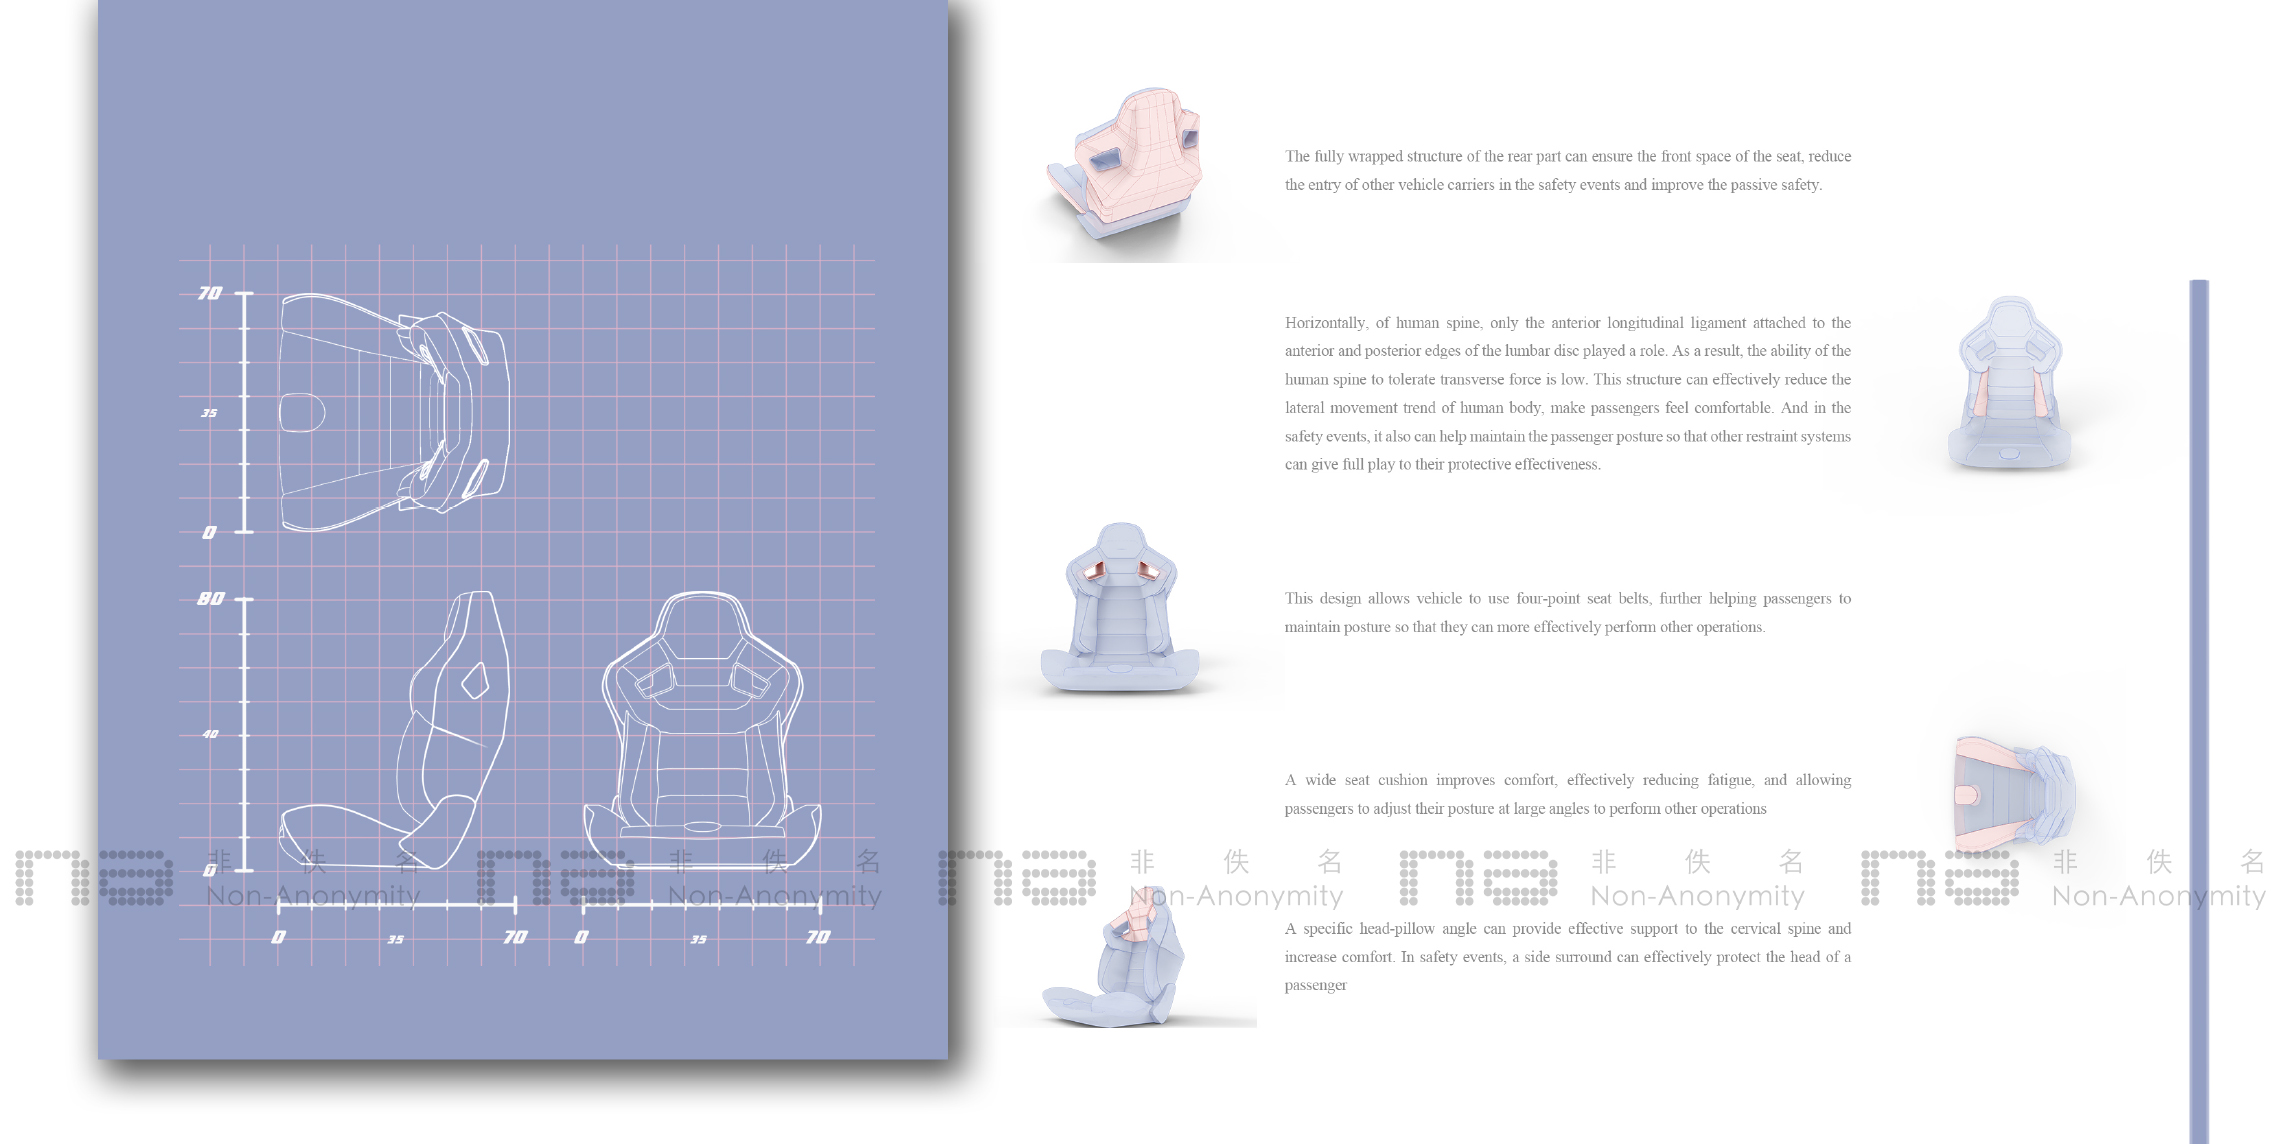 70
35
0
80
40
0
0 35 70 0 35 70
The fully wrapped structure of the rear part can ensure the front space of the seat, reduce
the entry of other vehicle carriers in the safety events and improve the passive safety.
Horizontally, of human spine, only the anterior longitudinal ligament attached to the
anterior and posterior edges of the lumbar disc played a role. As a result, the ability of the
human spine to tolerate transverse force is low. This structure can effectively reduce the
lateral movement trend of human body, make passengers feel comfortable. And in the
safety events, it also can help maintain the passenger posture so that other restraint systems
can give full play to their protective effectiveness.
This design allows vehicle to use four-point seat belts, further helping passengers to
maintain posture so that they can more effectively perform other operations.
A wide seat cushion improves comfort, effectively reducing fatigue, and allowing
passengers to adjust their posture at large angles to perform other operations
A specific head-pillow angle can provide effective support to the cervical spine and
increase comfort. In safety events, a side surround can effectively protect the head of a
passenger
na 非佚名 na 非佚名 na 非佚名 na 非佚名 na 非佚名
Non-Anonymity Non-Anonymity Non-Anonymity Non-Anonymity Non-Anonymity